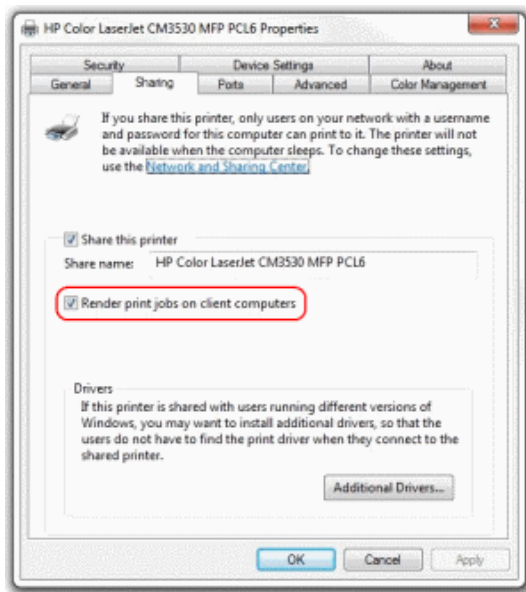 HP Color LaserJet CM3530 MFP PCL6 Properties
Security Device Settings About
General Sharing Ports Advanced Color Management
If you share this printer, only users on your network with a username
and password for this computer can print to it. The printer will not
be available when the computer sleeps. To change these settings,
use the Network and Sharing Center.
Share this printer
Share name: HP Color LaserJet CM3530 MFP PCL6
Render print jobs on client computers
Drivers
If this printer is shared with users running different versions of
Windows, you may want to install additional drivers, so that the
users do not have to find the print driver when they connect to the
shared printer.
Additional Drivers...
OK Cancel Apply